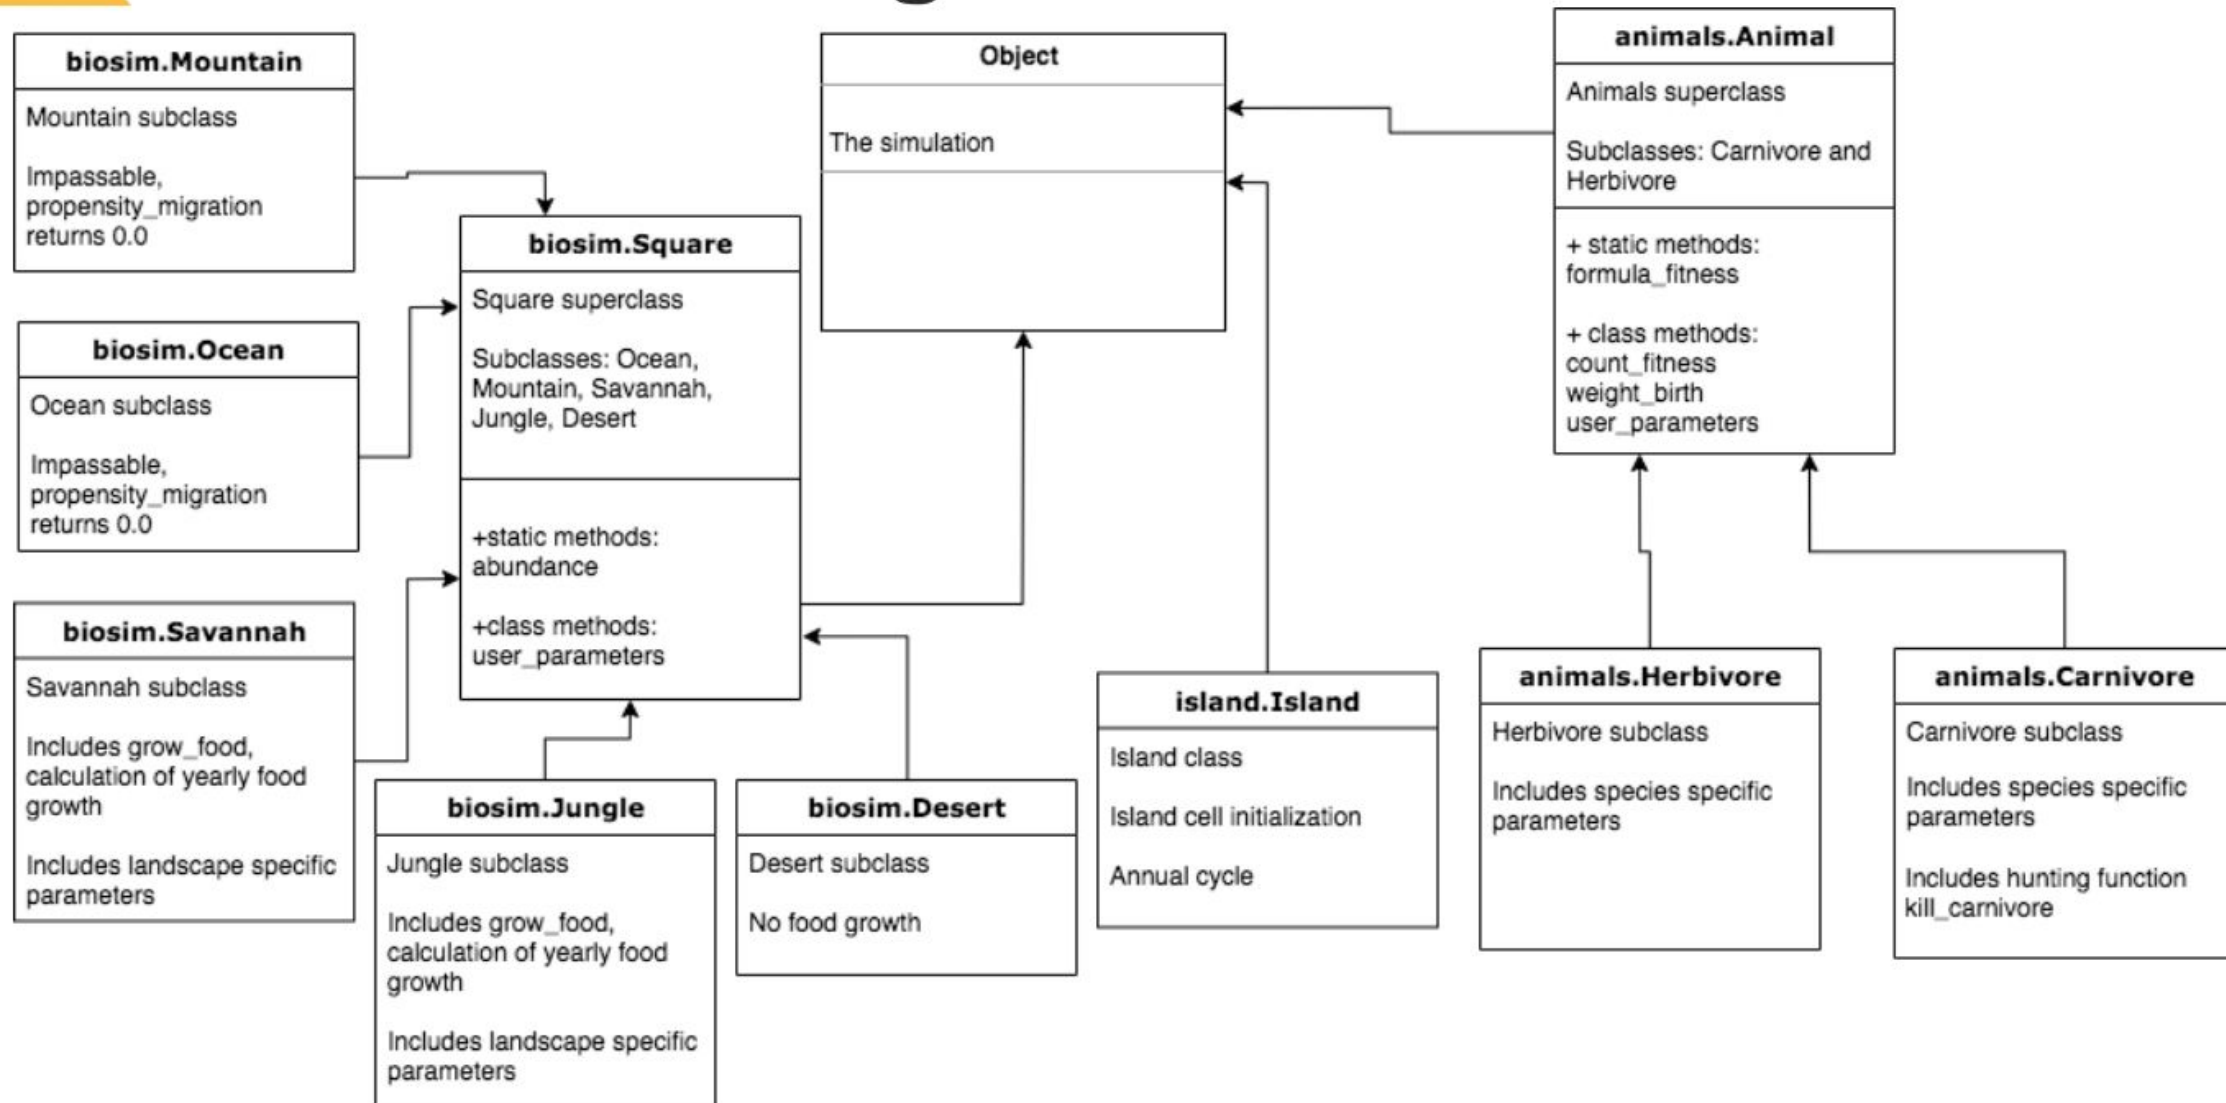 biosim.Mountain
Mountain subclass
Impassable,
propensity_migration
returns 0.0
biosim.Ocean
Ocean subclass
Impassable,
propensity_migration
returns 0.0
biosim.Savannah
Savannah subclass
Includes grow_food,
calculation of yearly food
growth
Includes landscape specific
parameters
biosim.Square
Square superclass
Subclasses: Ocean,
Mountain, Savannah,
Jungle, Desert
+static methods:
abundance
+class methods:
user_parameters
biosim.Jungle
Jungle subclass
Includes grow_food,
calculation of yearly food
growth
Includes landscape specific
parameters
biosim.Desert
Desert subclass
No food growth
Object
The simulation
island.Island
Island class
Island cell initialization
Annual cycle
animals.Animal
Animals superclass
Subclasses: Carnivore and
Herbivore
+ static methods:
formula_fitness
+ class methods:
count_fitness
weight_birth
user_parameters
animals.Herbivore
Herbivore subclass
Includes species specific
parameters
animals.Carnivore
Carnivore subclass
Includes species specific
parameters
Includes hunting function
kill_carnivore